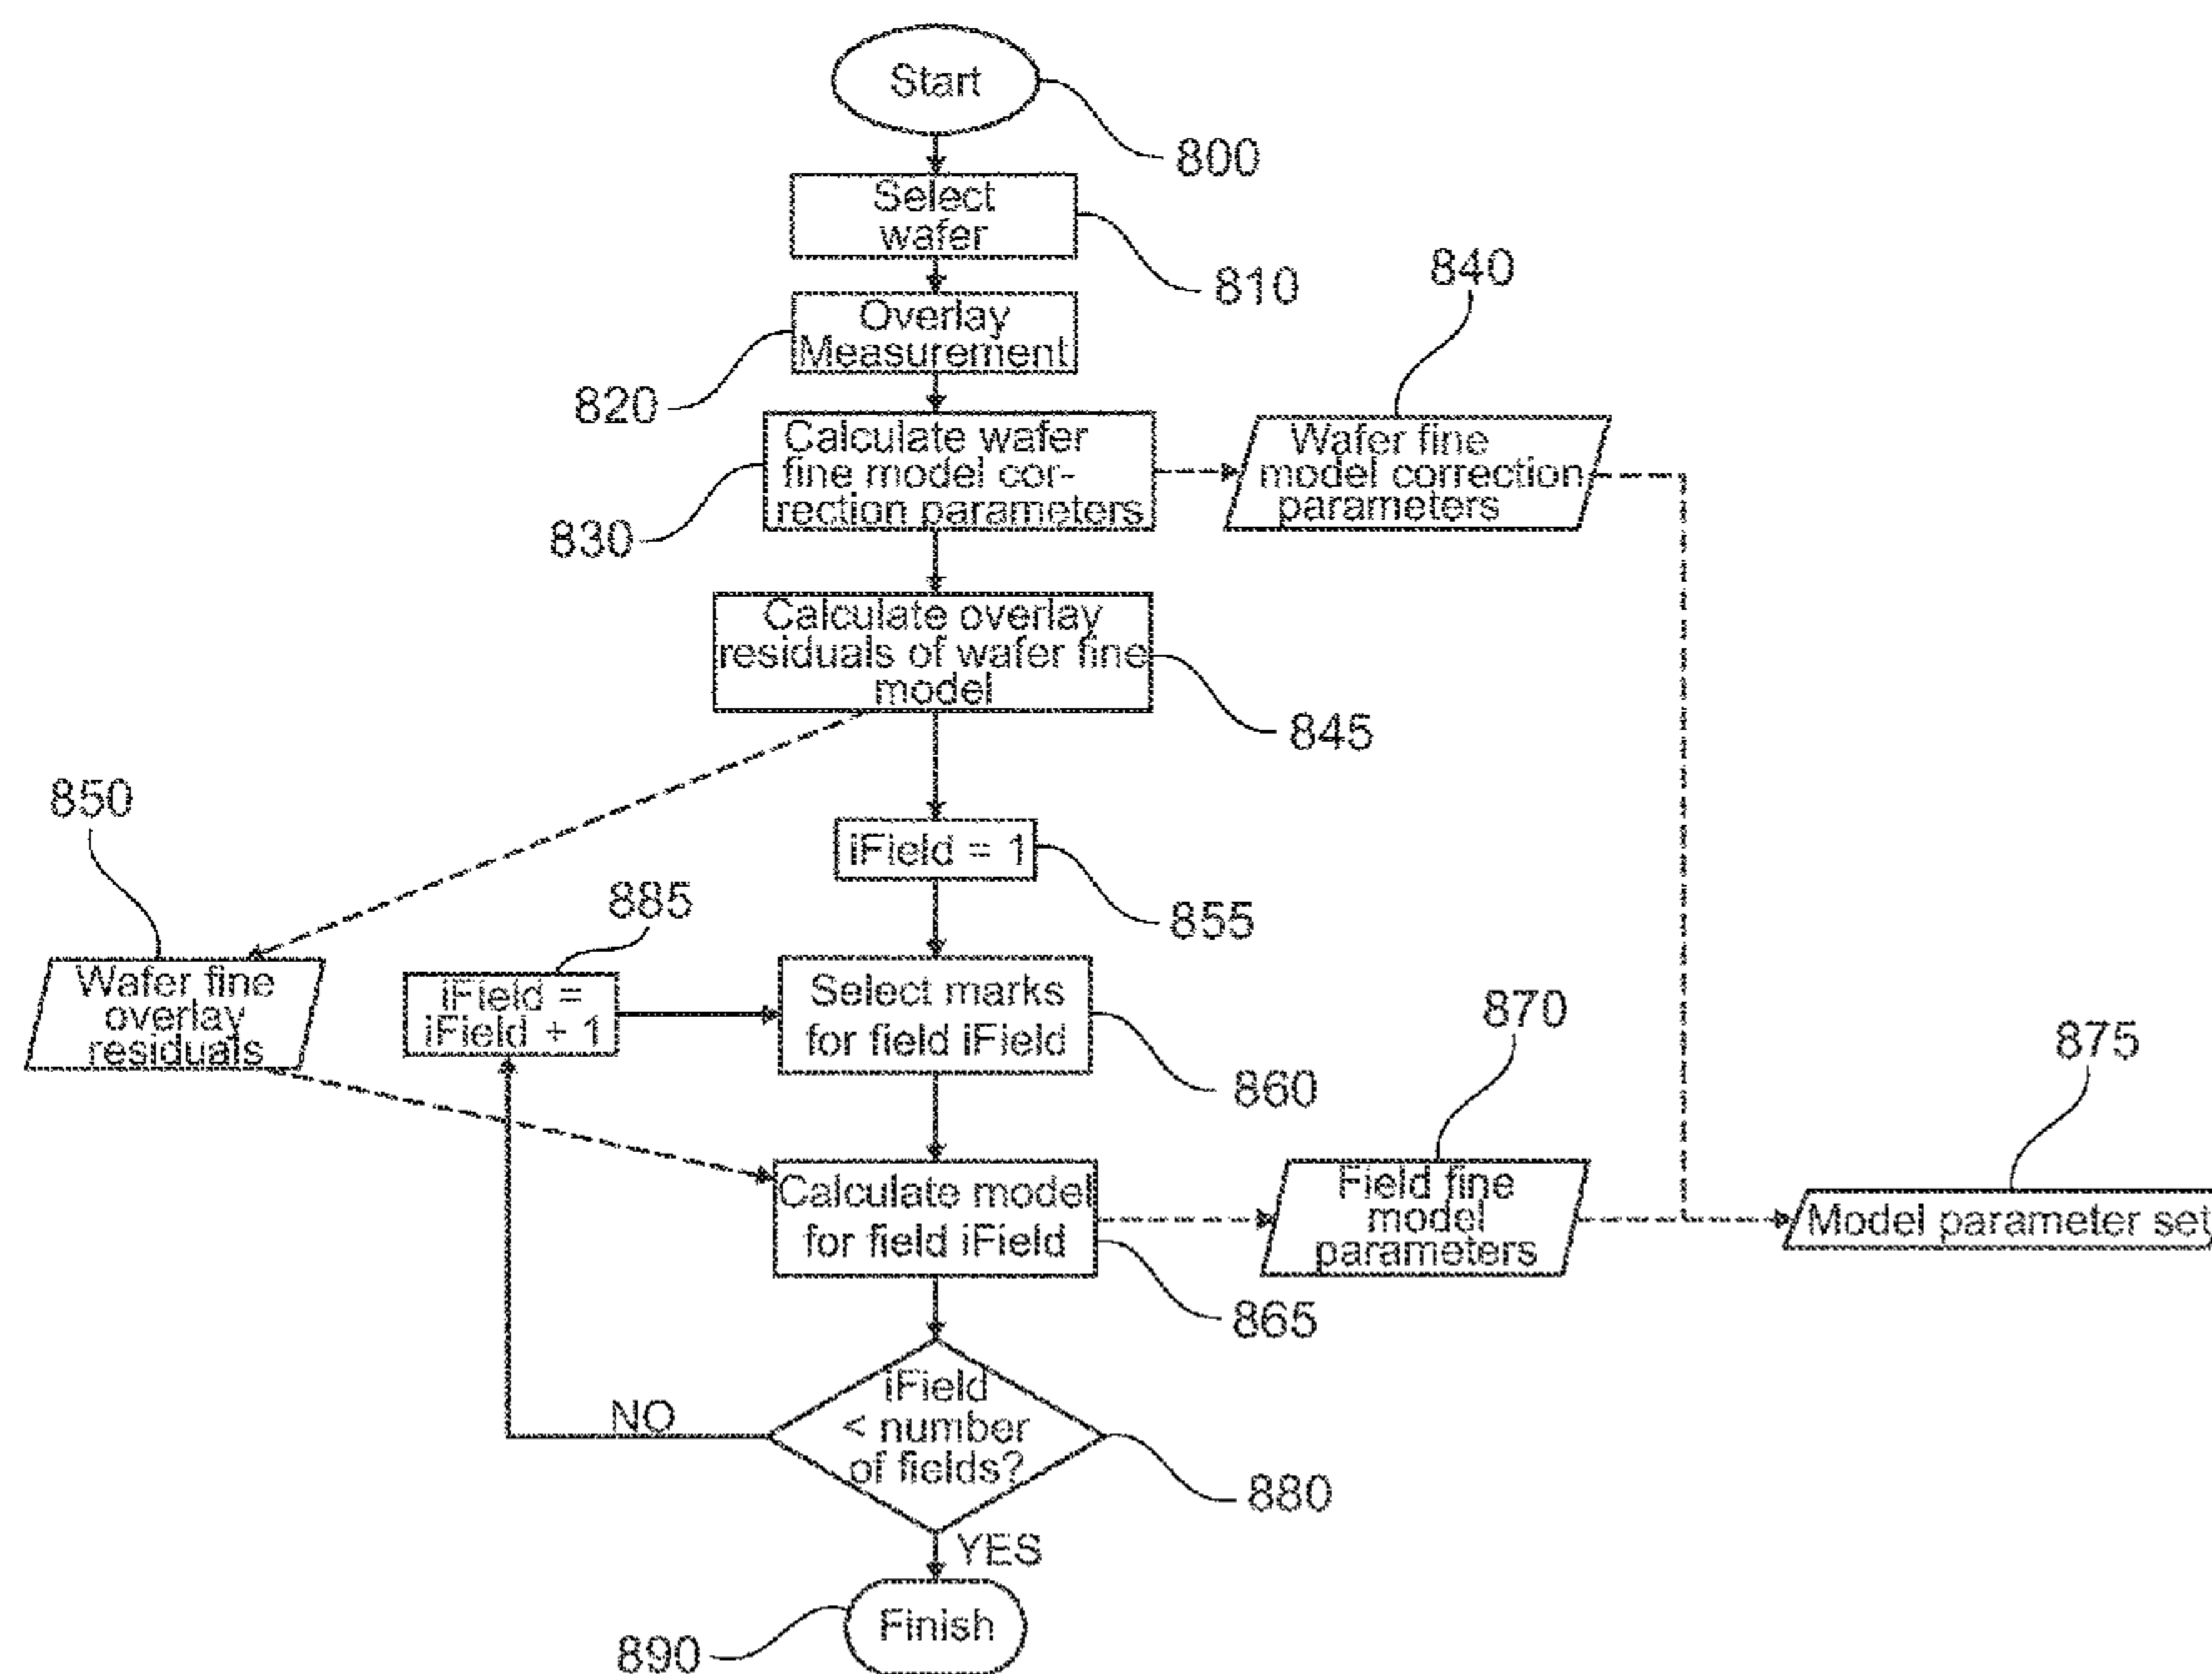 Start
800
Select
wafer
810
Overlay
Measurement
820
840
Calculate wafer
fine model cor-
rection parameters
830
Wafer fine
model correction
parameters
Calculate overlay
residuals of wafer fine
model
845
850
iField = 1
855
885
Wafer fine
overlay
residuals
iField =
iField + 1
Select marks
for field iField
860
870
875
Calculate model
for field iField
865
Field fine
model
parameters
Model parameter set
iField
< number
of fields?
NO
880
YES
Finish
890